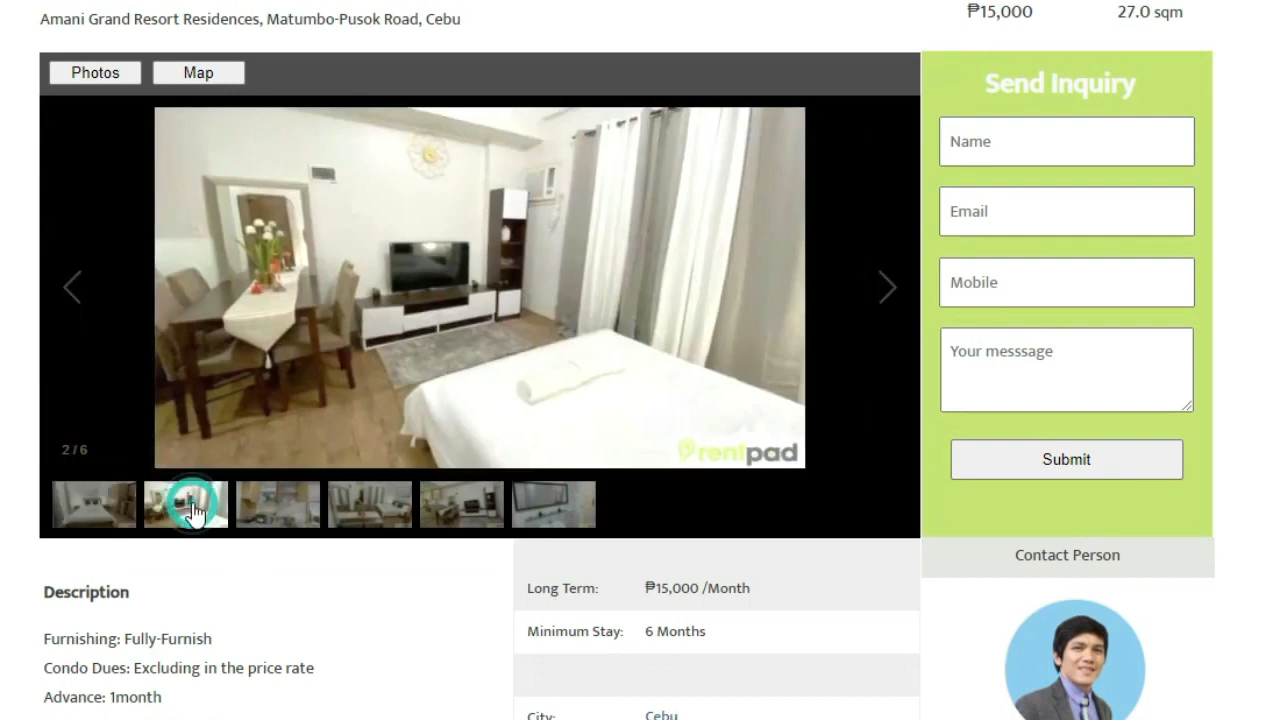 Amani Grand Resort Residences, Matumbo-Pusok Road, Cebu
₱15,000
27.0 sqm
Photos
Map
rentpad
2 / 6
Send Inquiry
Name
Email
Mobile
Your messsage
Submit
Contact Person
Description
Furnishing: Fully-Furnish
Condo Dues: Excluding in the price rate
Advance: 1month
Long Term: ₱15,000 /Month
Minimum Stay: 6 Months
City: Cebu